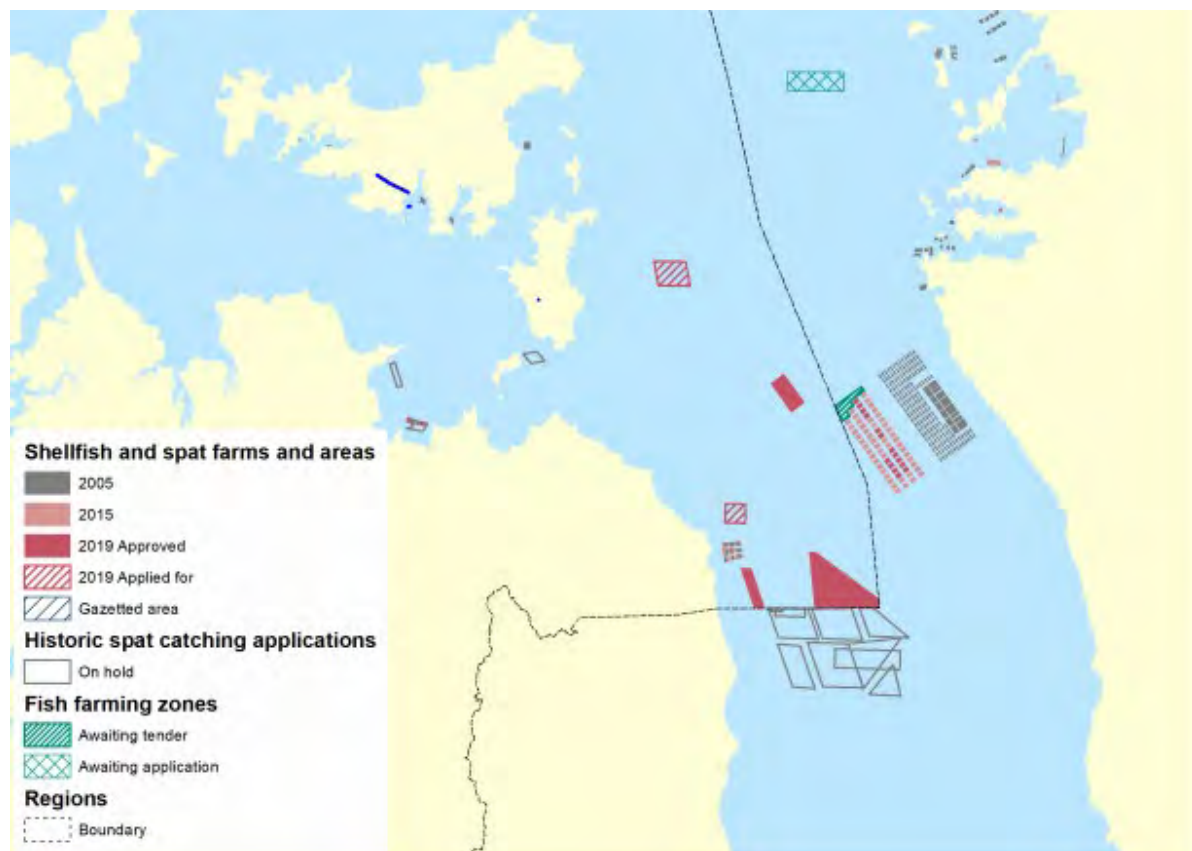 Shellfish and spat farms and areas
2005
2015
2019 Approved
2019 Applied for
Gazetted area
Historic spat catching applications
On hold
Fish farming zones
Awaiting tender
Awaiting application
Regions
Boundary